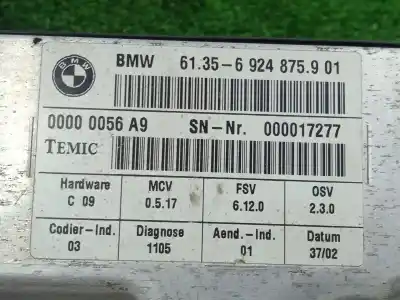 BMW
BMW 61.35-6 924 875.9 01
0000 0056 A9 SN-Nr. 000017277
TEMIC
Hardware MCV FSV OSV
C 09 0.5.17 6.12.0 2.3.0
Codier-Ind. Diagnose Aend.-Ind. Datum
03 1105 01 37/02